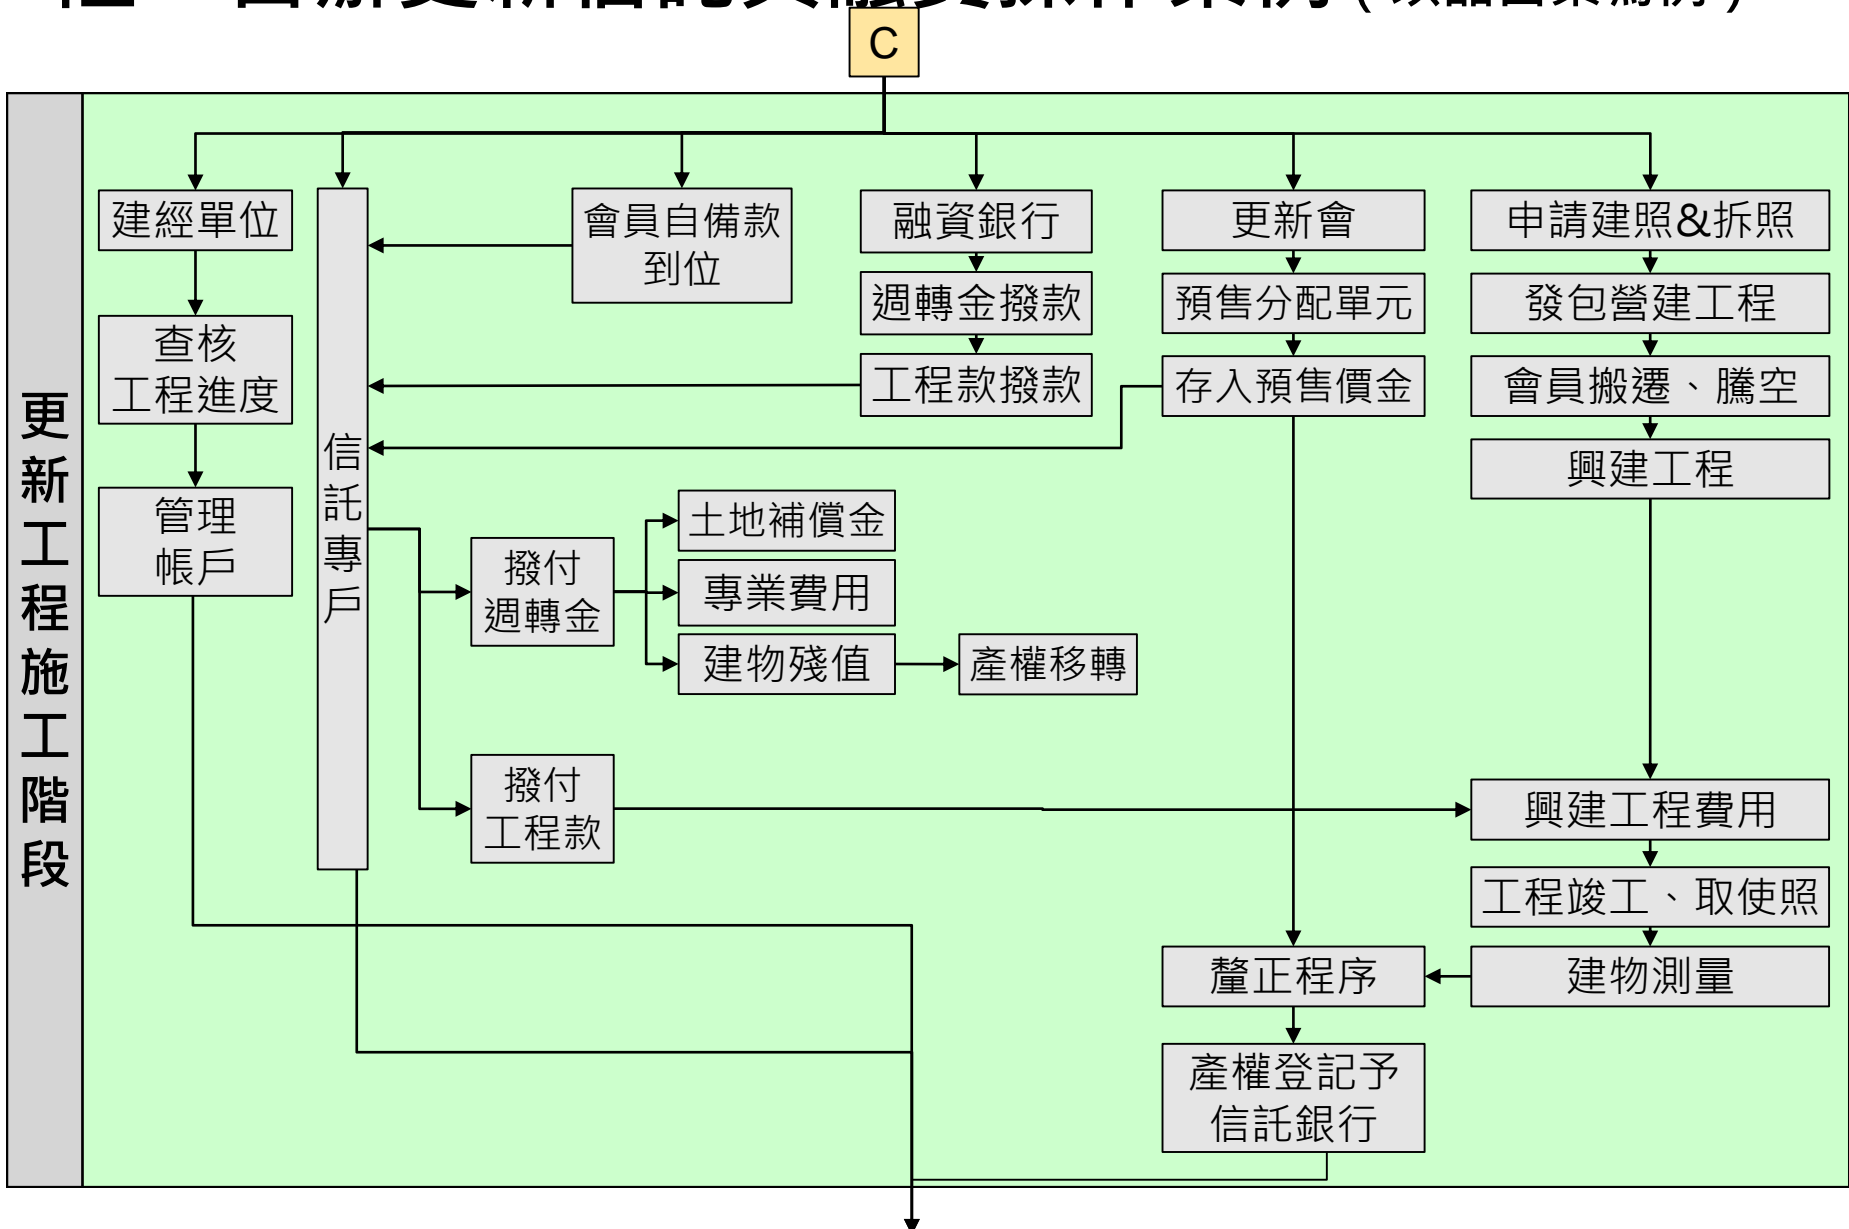 C
更新工程施工階段
建經單位
查核
工程進度
管理
帳戶
信託專戶
會員自備款
到位
融資銀行
週轉金撥款
工程款撥款
更新會
預售分配單元
存入預售價金
申請建照&拆照
發包營建工程
會員搬遷、騰空
興建工程
撥付
週轉金
土地補償金
專業費用
建物殘值
產權移轉
撥付
工程款
興建工程費用
工程竣工、取使照
建物測量
釐正程序
產權登記予
信託銀行